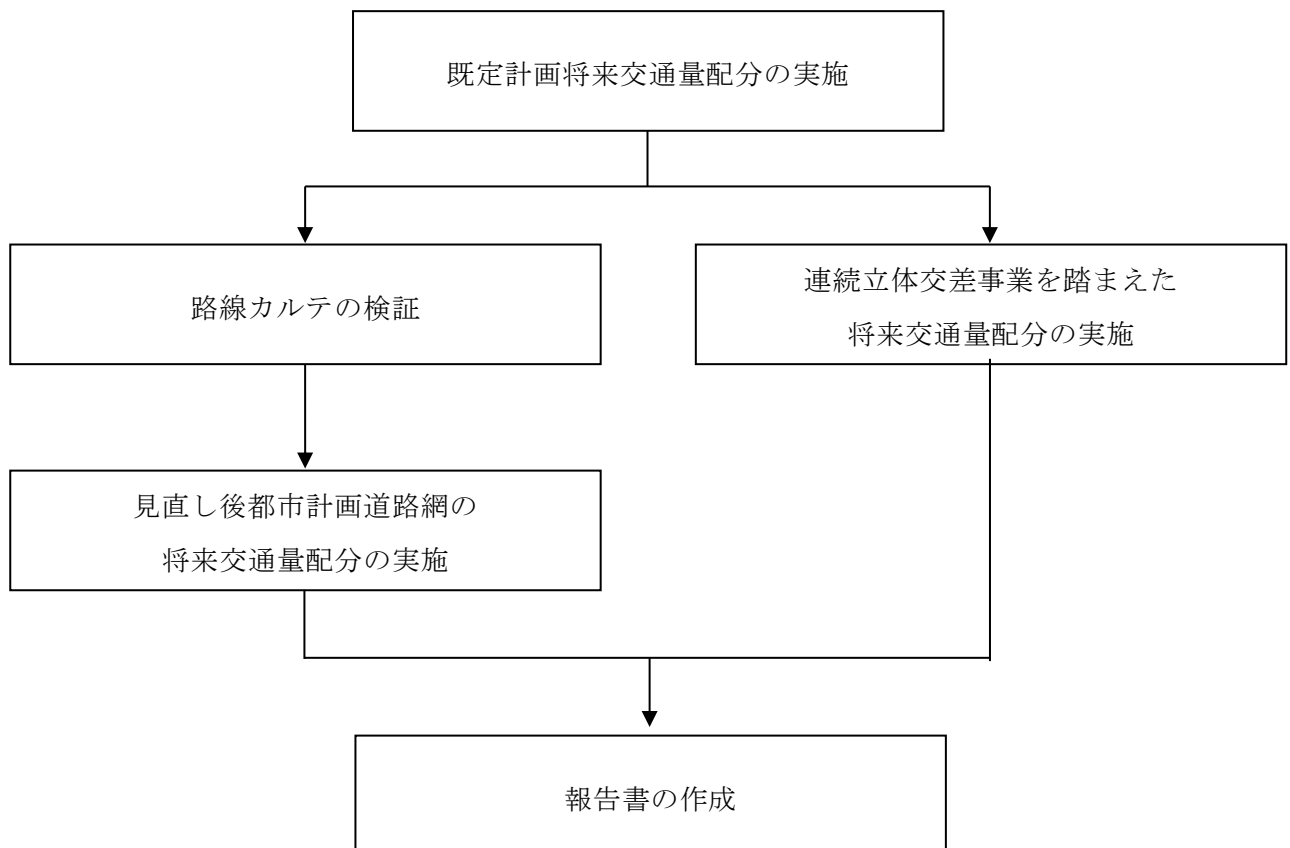 既定計画将来交通量配分の実施
路線カルテの検証
連続立体交差事業を踏まえた
将来交通量配分の実施
見直し後都市計画道路網の
将来交通量配分の実施
報告書の作成